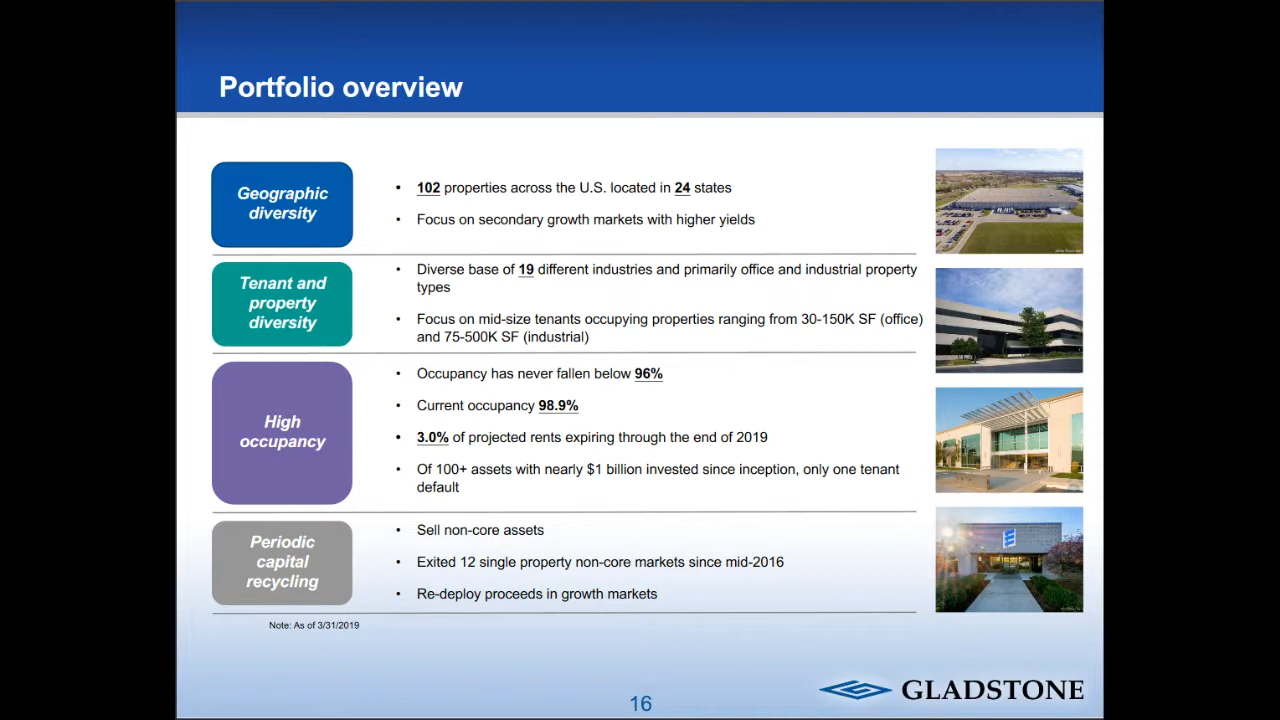 Portfolio overview
Geographic
diversity
• 102 properties across the U.S. located in 24 states
• Focus on secondary growth markets with higher yields
Tenant and
property
diversity
• Diverse base of 19 different industries and primarily office and industrial property
types
• Focus on mid-size tenants occupying properties ranging from 30-150K SF (office)
and 75-500K SF (industrial)
High
occupancy
• Occupancy has never fallen below 96%
• Current occupancy 98.9%
• 3.0% of projected rents expiring through the end of 2019
• Of 100+ assets with nearly $1 billion invested since inception, only one tenant
default
Periodic
capital
recycling
• Sell non-core assets
• Exited 12 single property non-core markets since mid-2016
• Re-deploy proceeds in growth markets
Note: As of 3/31/2019
16
GLADSTONE